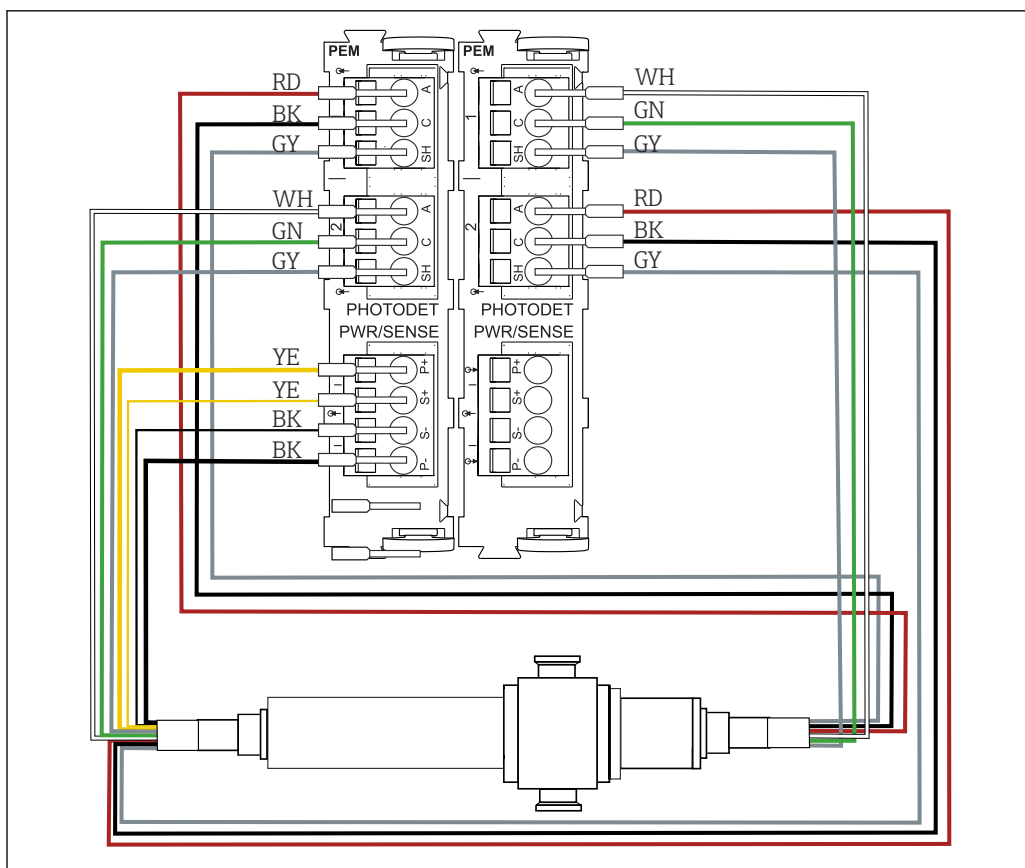 PEM PEM
RD A A WH
BK C 1 C GN
GY SH SH GY
WH A A RD
GN 2 C 2 C BK
GY SH SH GY
PHOTODET PHOTODET
PWR/SENSE PWR/SENSE
YE P+ P+
YE S+ S+
BK S- S-
BK P- P-